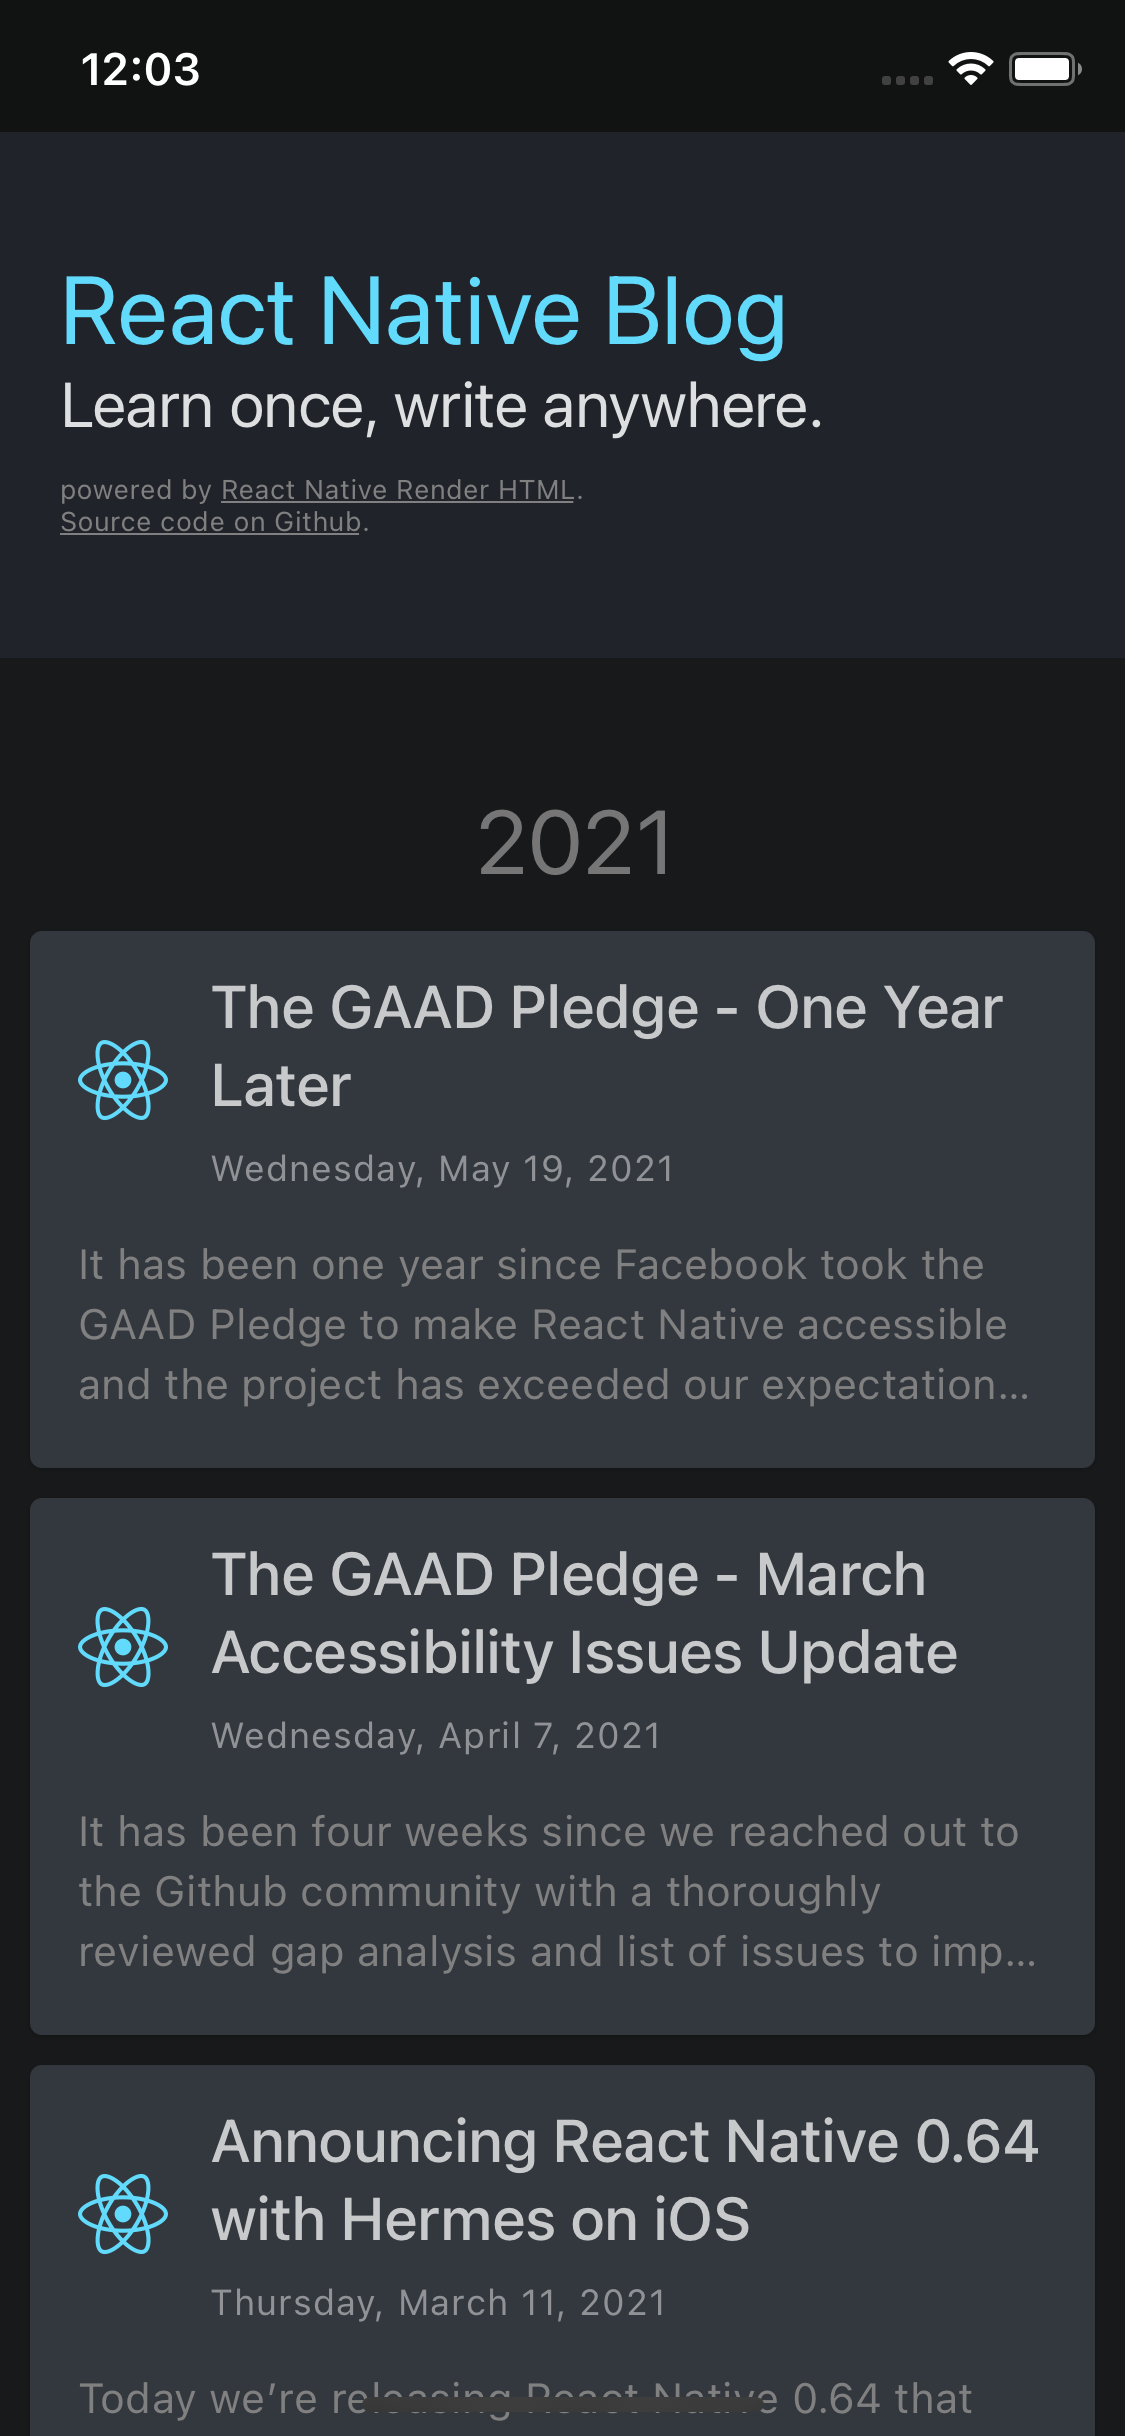 12:03
React Native Blog
Learn once, write anywhere.
powered by React Native Render HTML.
Source code on Github.
2021
The GAAD Pledge - One Year
Later
Wednesday, May 19, 2021
It has been one year since Facebook took the
GAAD Pledge to make React Native accessible
and the project has exceeded our expectation...
The GAAD Pledge - March
Accessibility Issues Update
Wednesday, April 7, 2021
It has been four weeks since we reached out to
the Github community with a thoroughly
reviewed gap analysis and list of issues to imp...
Announcing React Native 0.64
with Hermes on iOS
Thursday, March 11, 2021
Today we’re releasing React Native 0.64 that